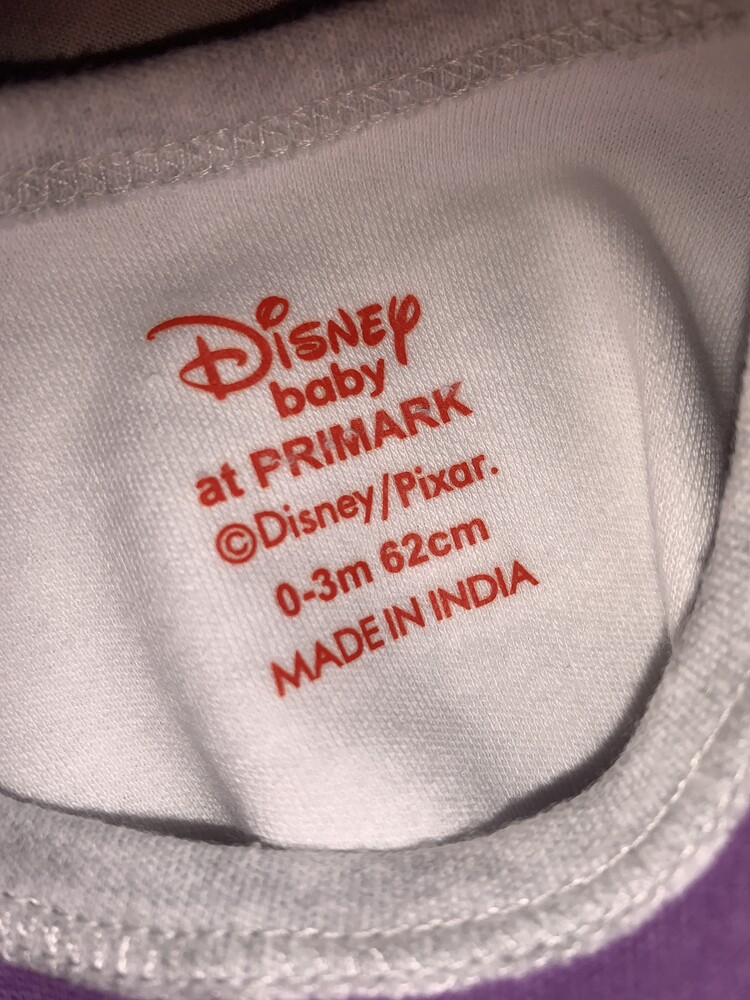 Disney
baby
at PRIMARK
©Disney/Pixar.
0-3m 62cm
MADE IN INDIA